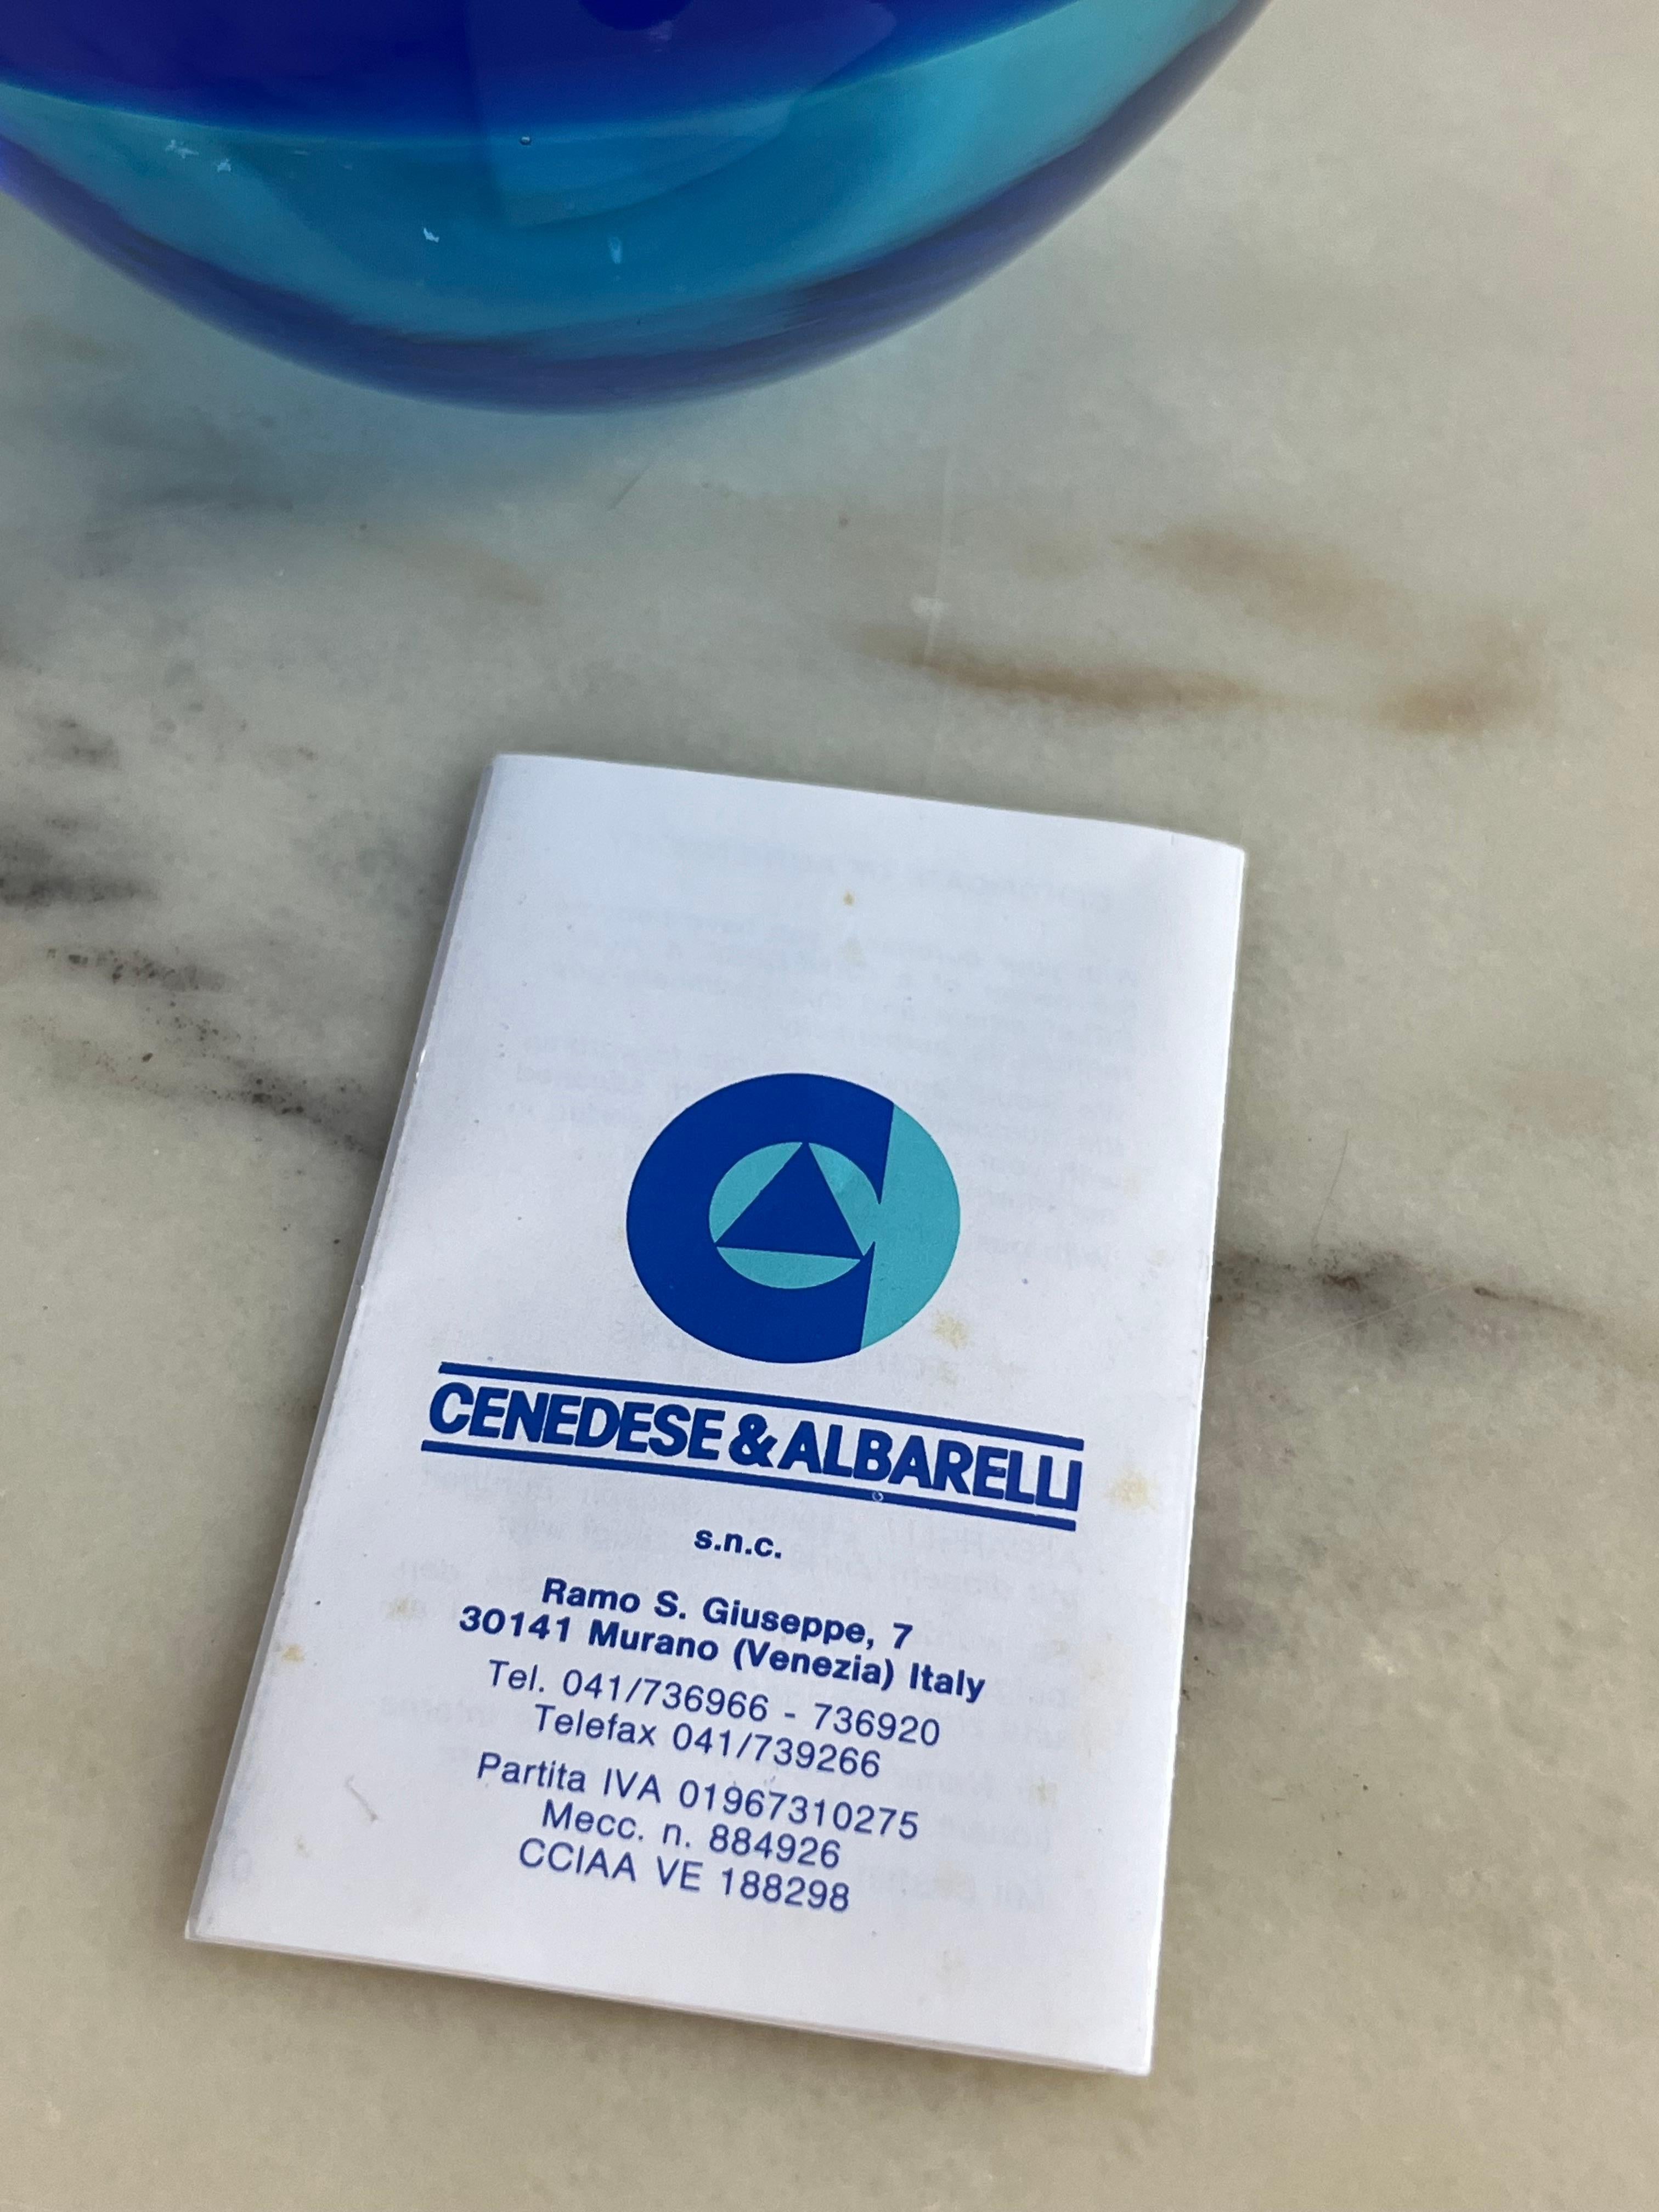 CENEDESE & ALBARELLI
s.n.c.
Ramo S. Giuseppe, 7
30141 Murano (Venezia) Italy
Tel. 041/736966 - 736920
Telefax 041/739266
Partita IVA 01967310275
Mecc. n. 884926
CCIAA VE 188298